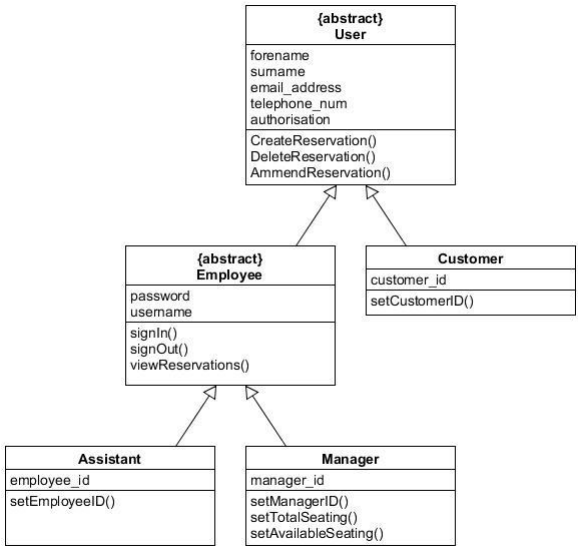 {abstract}
User
forename
surname
email_address
telephone_num
authorisation
CreateReservation()
DeleteReservation()
AmmendReservation()
{abstract}
Employee
password
username
signIn()
signOut()
viewReservations()
Customer
customer_id
setCustomerID()
Assistant
employee_id
setEmployeeID()
Manager
manager_id
setManagerID()
setTotalSeating()
setAvailableSeating()